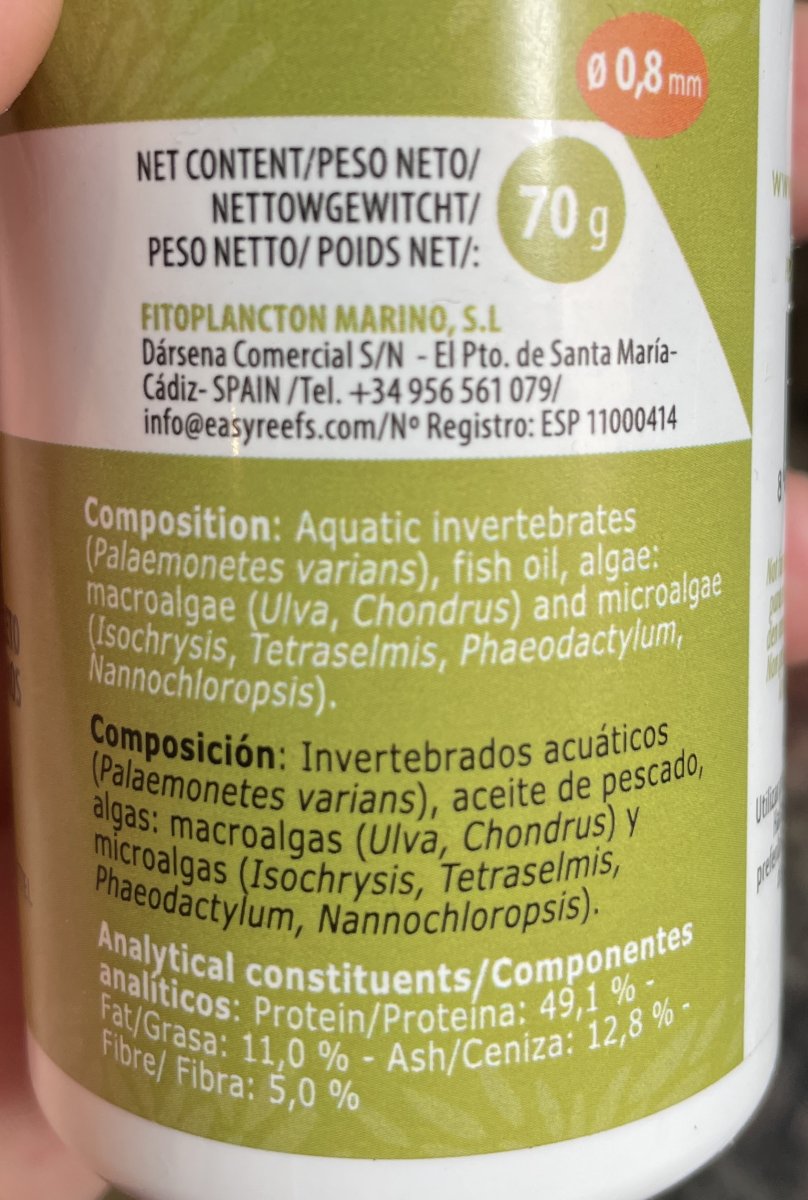 Ø 0,8 mm
NET CONTENT/PESO NETO/
NETTOWGEWITCHT/
PESO NETTO/ POIDS NET/:
70 g
FITOPLANCTON MARINO, S.L
Dársena Comercial S/N - El Pto. de Santa María-
Cádiz- SPAIN /Tel. +34 956 561 079/
info@easyreefs.com/Nº Registro: ESP 11000414
Composition: Aquatic invertebrates
(Palaemonetes varians), fish oil, algae:
macroalgae (Ulva, Chondrus) and microalgae
(Isochrysis, Tetraselmis, Phaeodactylum,
Nannochloropsis).
Composición: Invertebrados acuáticos
(Palaemonetes varians), aceite de pescado,
algas: macroalgas (Ulva, Chondrus) y
microalgas (Isochrysis, Tetraselmis,
Phaeodactylum, Nannochloropsis).
Analytical constituents/Componentes
analíticos: Protein/Proteína: 49,1 % -
Fat/Grasa: 11,0 % - Ash/Ceniza: 12,8 % -
Fibre/ Fibra: 5,0 %